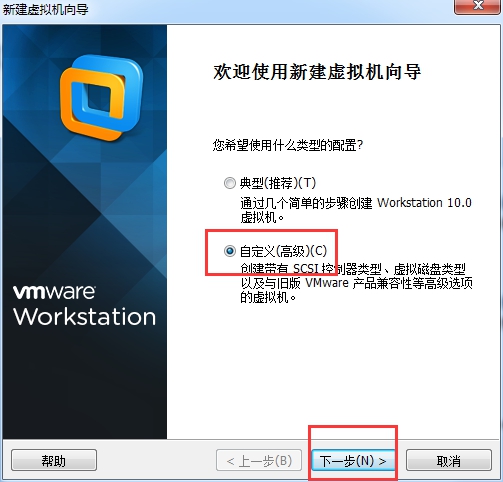 新建虚拟机向导
欢迎使用新建虚拟机向导
您希望使用什么类型的配置?
典型(推荐)(T)
通过几个简单的步骤创建 Workstation 10.0
虚拟机。
自定义(高级)(C)
创建带有 SCSI 控制器类型、虚拟磁盘类型
以及与旧版 VMware 产品兼容性等高级选项
的虚拟机。
vmware
Workstation
帮助
< 上一步(B)
下一步(N) >
取消